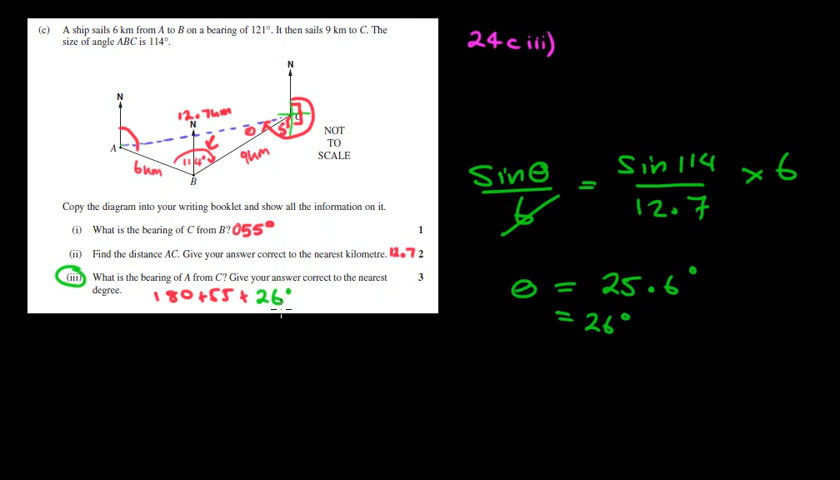 (c) A ship sails 6 km from A to B on a bearing of 121°. It then sails 9 km to C. The
size of angle ABC is 114°.
24c iii)
N
N
12.7km
N
A
C
θ
55
114°
6km
9km
B
NOT
TO
SCALE
sinθ/6 = sin114/12.7 × 6
Copy the diagram into your writing booklet and show all the information on it.
(i) What is the bearing of C from B? 055° 1
(ii) Find the distance AC. Give your answer correct to the nearest kilometre. 12.7 2
(iii) What is the bearing of A from C? Give your answer correct to the nearest 3
degree.
180+55+26°
θ = 25.6°
= 26°